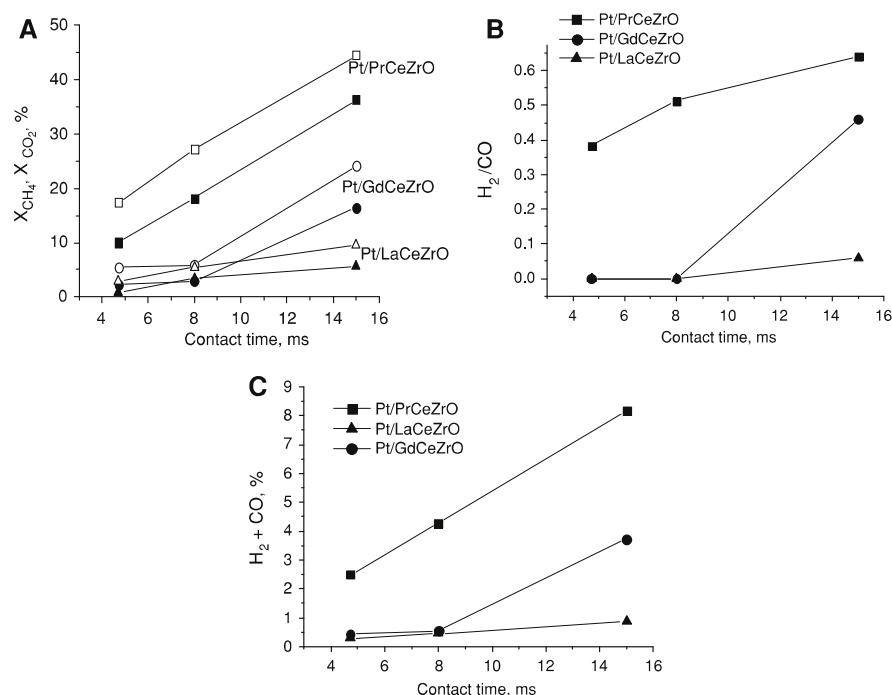 A
X CH4, X CO2, %
50
40
30
20
10
0
Pt/PrCeZrO
Pt/GdCeZrO
Pt/LaCeZrO
4 6 8 10 12 14 16
Contact time, ms
B
Pt/PrCeZrO
Pt/GdCeZrO
Pt/LaCeZrO
H2/CO
0.6
0.5
0.4
0.3
0.2
0.1
0.0
4 6 8 10 12 14 16
Contact time, ms
C
Pt/PrCeZrO
Pt/LaCeZrO
Pt/GdCeZrO
H2 + CO, %
9
8
7
6
5
4
3
2
1
0
4 6 8 10 12 14 16
Contact time. ms